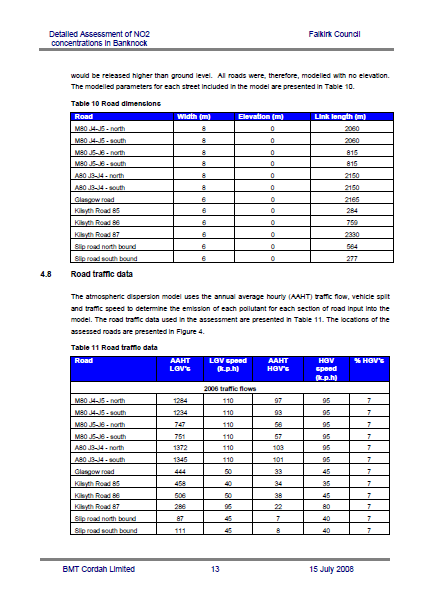 Detailed Assessment of NO2 Falkirk Council
concentrations in Banknock
would be released higher than ground level. All roads were, therefore, modelled with no elevation.
The modelled parameters for each street included in the model are presented in Table 10.
Table 10 Road dimensions
Road Width (m) Elevation (m) Link length (m)
M80 J4-J5 - north 8 0 2060
M80 J4-J5 - south 8 0 2060
M80 J5-J6 - north 8 0 815
M80 J5-J6 - south 8 0 815
A80 J3-J4 - north 8 0 2150
A80 J3-J4 - south 8 0 2150
Glasgow road 6 0 2165
Kilsyth Road 85 6 0 284
Kilsyth Road 86 6 0 759
Kilsyth Road 87 6 0 2330
Slip road north bound 6 0 564
Slip road south bound 6 0 277
4.8 Road traffic data
The atmospheric dispersion model uses the annual average hourly (AAHT) traffic flow, vehicle split
and traffic speed to determine the emission of each pollutant for each section of road input into the
model. The road traffic data used in the assessment are presented in Table 11. The locations of the
assessed roads are presented in Figure 4.
Table 11 Road traffic data
Road AAHT LGV speed AAHT HGV % HGV's
LGV's (k.p.h) HGV's speed
(k.p.h)
2006 traffic flows
M80 J4-J5 - north 1284 110 97 95 7
M80 J4-J5 - south 1234 110 93 95 7
M80 J5-J6 - north 747 110 56 95 7
M80 J5-J6 - south 751 110 57 95 7
A80 J3-J4 - north 1372 110 103 95 7
A80 J3-J4 - south 1345 110 101 95 7
Glasgow road 444 50 33 45 7
Kilsyth Road 85 458 40 34 35 7
Kilsyth Road 86 506 50 38 45 7
Kilsyth Road 87 286 95 22 80 7
Slip road north bound 87 45 7 40 7
Slip road south bound 111 45 8 40 7
BMT Cordah Limited 13 15 July 2008